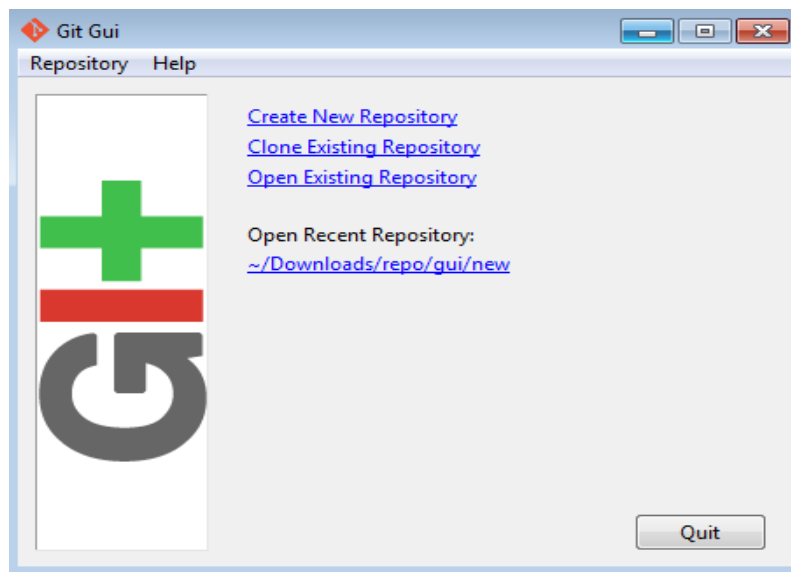 Git Gui
Repository Help
Create New Repository
Clone Existing Repository
Open Existing Repository
Open Recent Repository:
~/Downloads/repo/gui/new
GIt
Quit